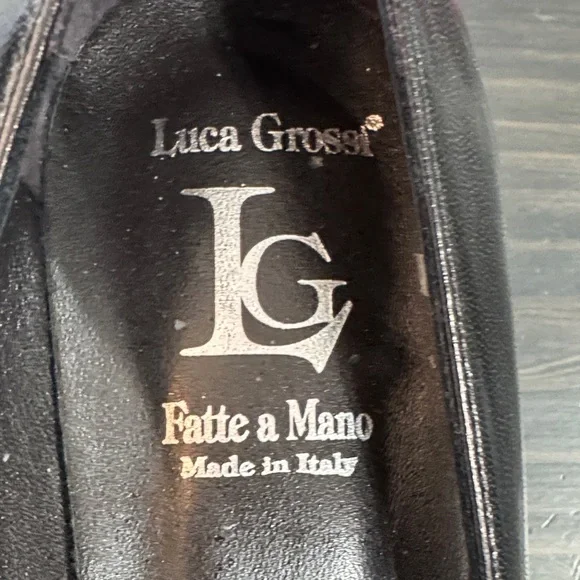 Luca Grossi®
LG
Fatte a Mano
Made in Italy